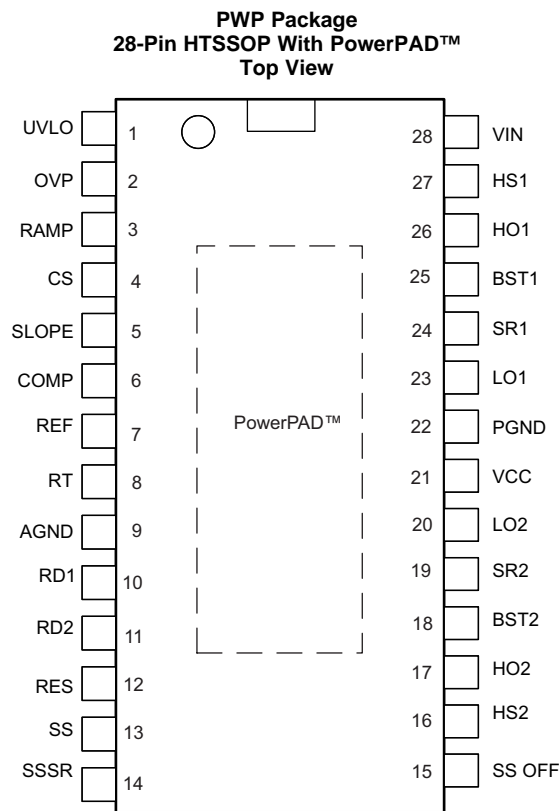 PWP Package
28-Pin HTSSOP With PowerPAD™
Top View
UVLO 1 28 VIN
OVP 2 27 HS1
RAMP 3 26 HO1
CS 4 25 BST1
SLOPE 5 24 SR1
COMP 6 23 LO1
REF 7 PowerPAD™ 22 PGND
RT 8 21 VCC
AGND 9 20 LO2
RD1 10 19 SR2
RD2 11 18 BST2
RES 12 17 HO2
SS 13 16 HS2
SSSR 14 15 SS OFF